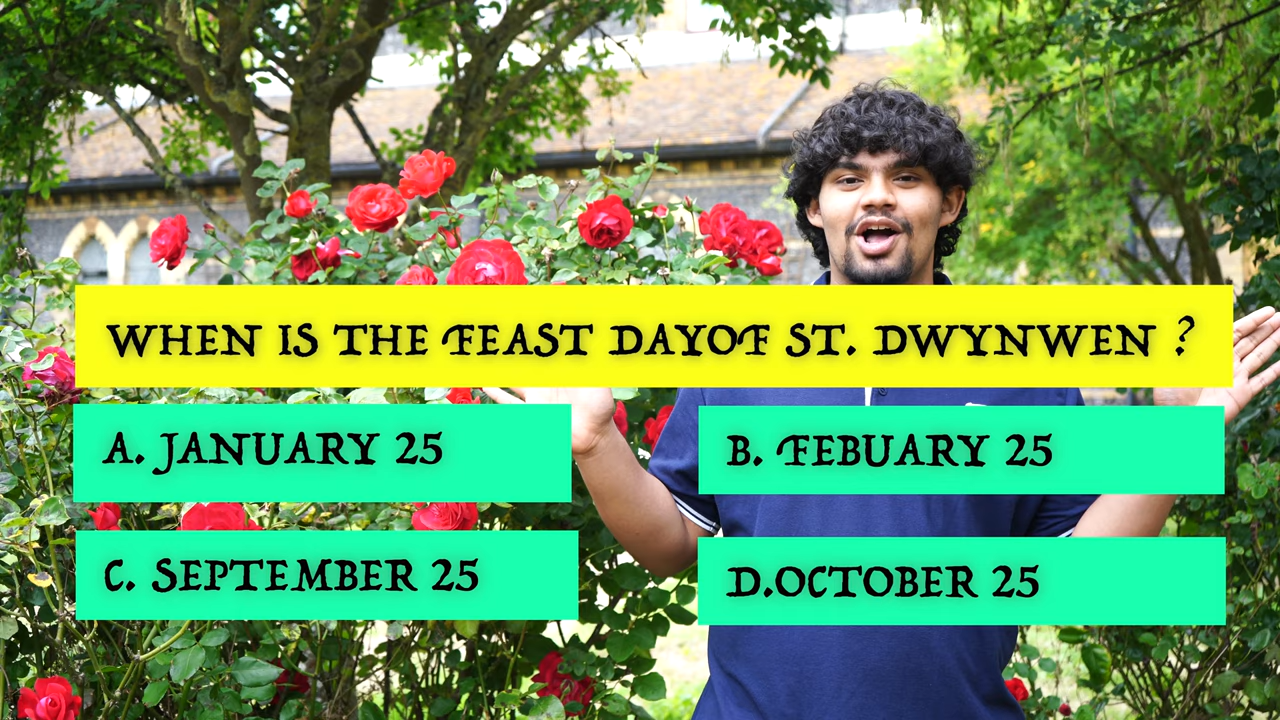 WHEN IS THE FEAST DAYOF ST. DWYNWEN ?
A. JANUARY 25
B. FEBUARY 25
C. SEPTEMBER 25
D.OCTOBER 25